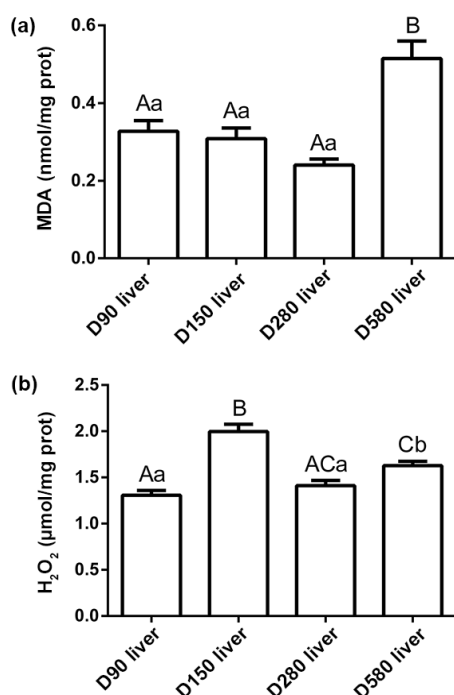 (a)
MDA (nmol/mg prot)
0.6
0.4
0.2
0.0
Aa
Aa
Aa
B
D90 liver
D150 liver
D280 liver
D580 liver
(b)
H₂O₂ (μmol/mg prot)
2.5
2.0
1.5
1.0
0.5
0.0
Aa
B
ACa
Cb
D90 liver
D150 liver
D280 liver
D580 liver